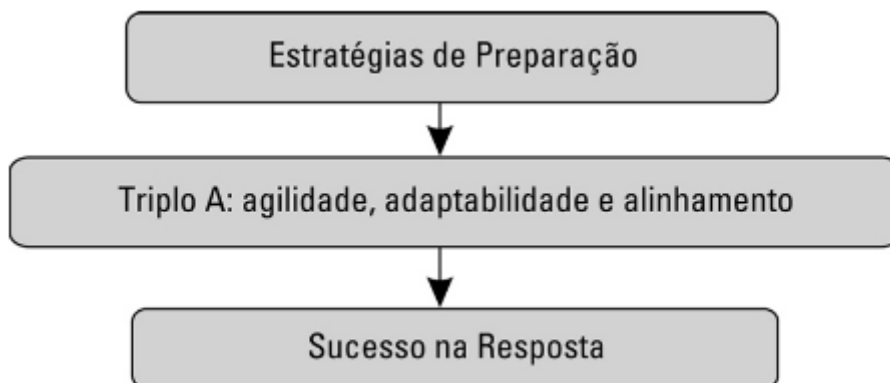 Estratégias de Preparação
Triplo A: agilidade, adaptabilidade e alinhamento
Sucesso na Resposta